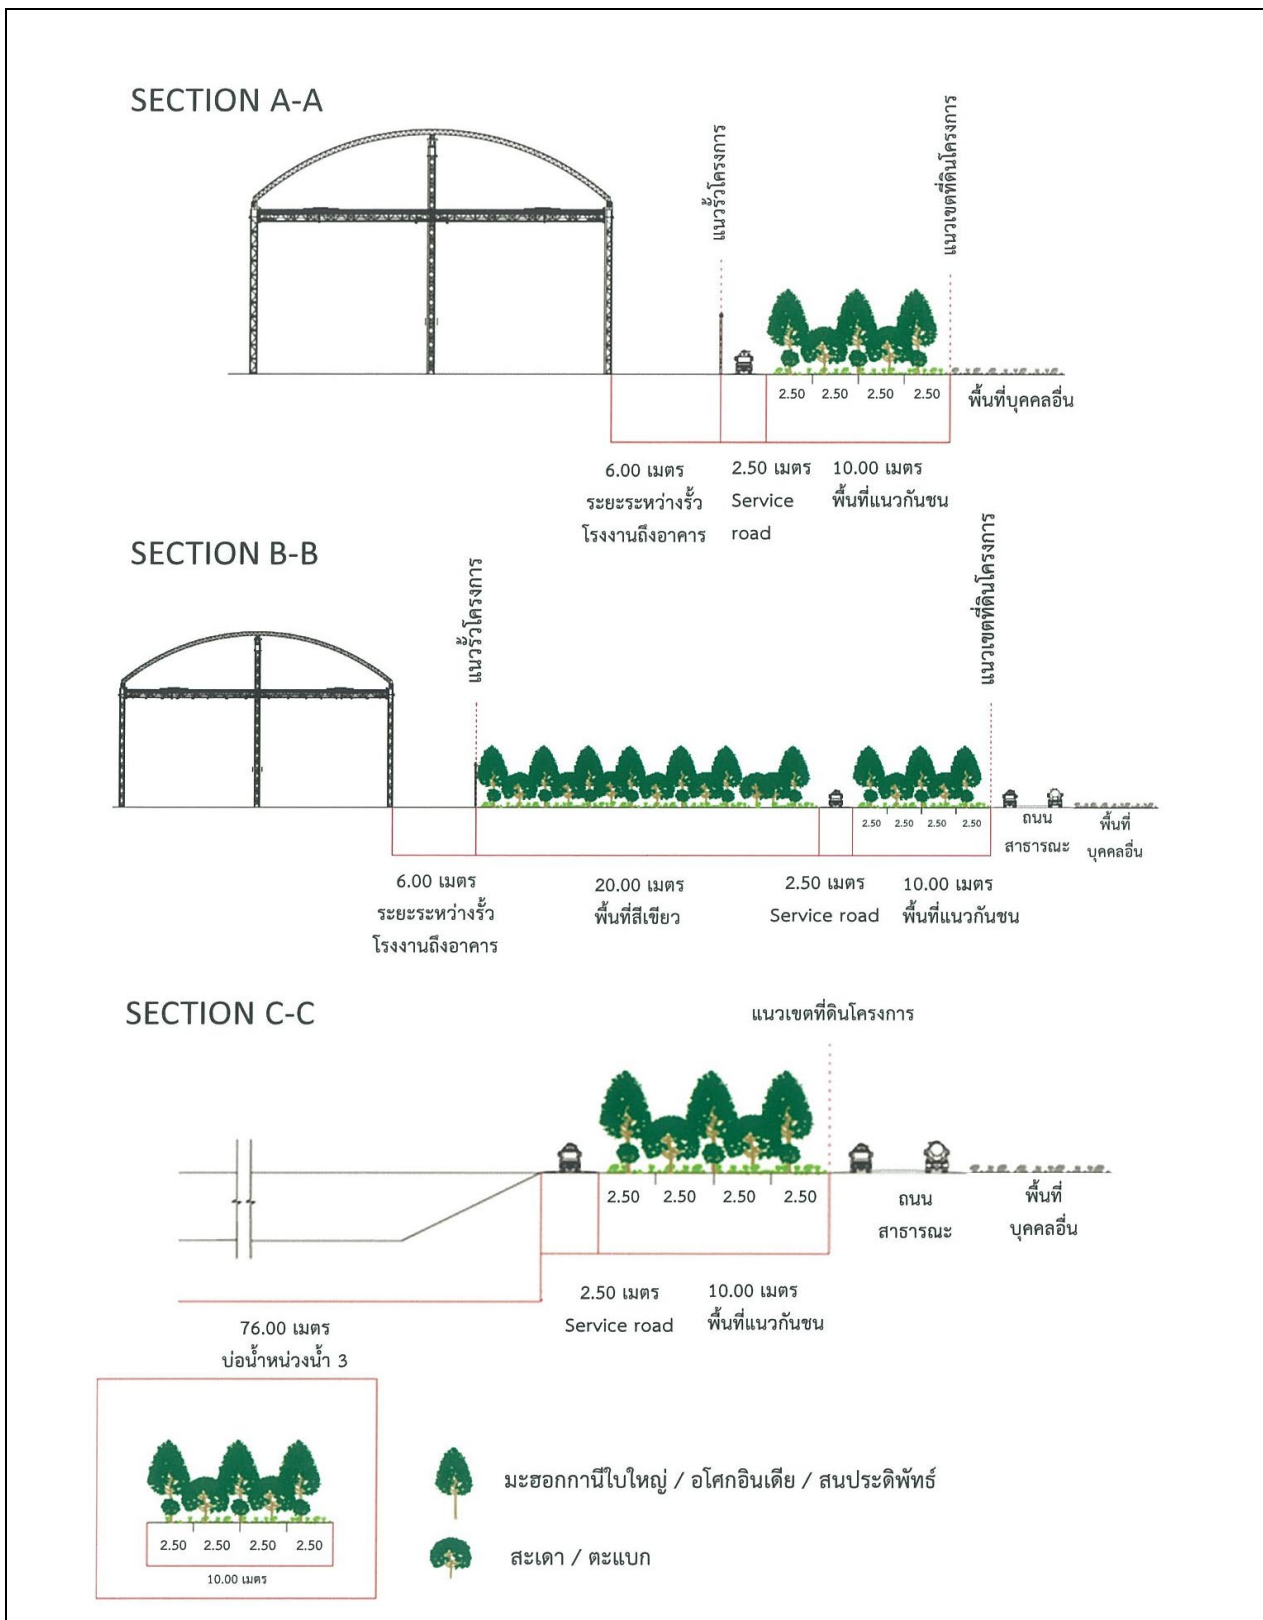 SECTION A-A
แนวรั้วโครงการ
แนวเขตที่ดินโครงการ
2.50 2.50 2.50 2.50
พื้นที่บุคคลอื่น
6.00 เมตร
ระยะระหว่างรั้ว
โรงงานถึงอาคาร
2.50 เมตร
Service
road
10.00 เมตร
พื้นที่แนวกันชน
SECTION B-B
แนวรั้วโครงการ
แนวเขตที่ดินโครงการ
2.50 2.50 2.50 2.50
ถนน
สาธารณะ
พื้นที่
บุคคลอื่น
6.00 เมตร
ระยะระหว่างรั้ว
โรงงานถึงอาคาร
20.00 เมตร
พื้นที่สีเขียว
2.50 เมตร
Service road
10.00 เมตร
พื้นที่แนวกันชน
SECTION C-C
แนวเขตที่ดินโครงการ
2.50 2.50 2.50 2.50
ถนน
สาธารณะ
พื้นที่
บุคคลอื่น
2.50 เมตร
Service road
10.00 เมตร
พื้นที่แนวกันชน
76.00 เมตร
บ่อน้ำหน่วงน้ำ 3
2.50 2.50 2.50 2.50
10.00 เมตร
มะฮอกกานีใบใหญ่ / อโศกอินเดีย / สนประดิพัทธ์
สะเดา / ตะแบก